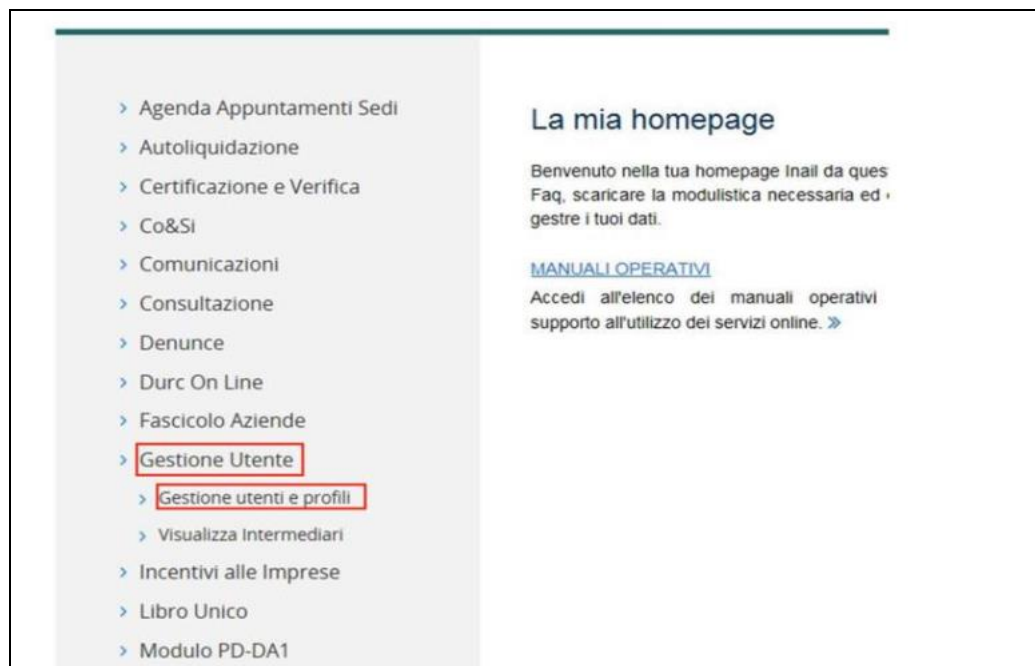 Agenda Appuntamenti Sedi
Autoliquidazione
Certificazione e Verifica
Co&Si
Comunicazioni
Consultazione
Denunce
Durc On Line
Fascicolo Aziende
Gestione Utente
Gestione utenti e profili
Visualizza Intermediari
Incentivi alle Imprese
Libro Unico
Modulo PD-DA1
La mia homepage
Benvenuto nella tua homepage Inail da ques
Faq, scaricare la modulistica necessaria ed
gestre i tuoi dati.
MANUALI OPERATIVI
Accedi all'elenco dei manuali operativi
supporto all'utilizzo dei servizi online. »